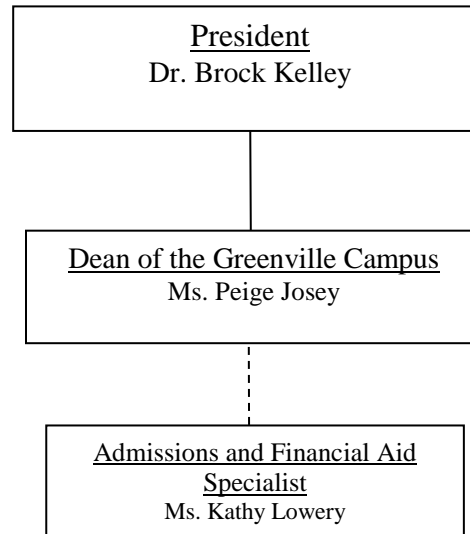 President
Dr. Brock Kelley
Dean of the Greenville Campus
Ms. Peige Josey
Admissions and Financial Aid
Specialist
Ms. Kathy Lowery